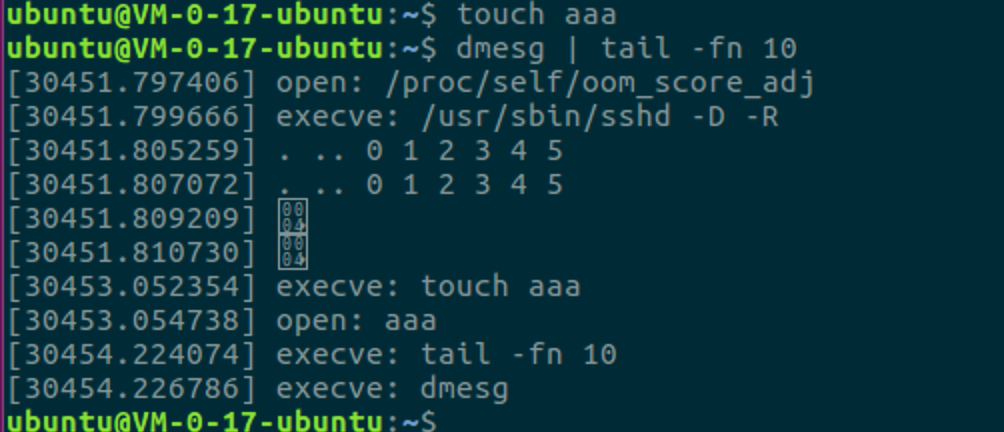 ubuntu@VM-0-17-ubuntu:~$ touch aaa
ubuntu@VM-0-17-ubuntu:~$ dmesg | tail -fn 10
[30451.797406] open: /proc/self/oom_score_adj
[30451.799666] execve: /usr/sbin/sshd -D -R
[30451.805259] . .. 0 1 2 3 4 5
[30451.807072] . .. 0 1 2 3 4 5
[30451.809209] 0004
[30451.810730] 0004
[30453.052354] execve: touch aaa
[30453.054738] open: aaa
[30454.224074] execve: tail -fn 10
[30454.226786] execve: dmesg
ubuntu@VM-0-17-ubuntu:~$